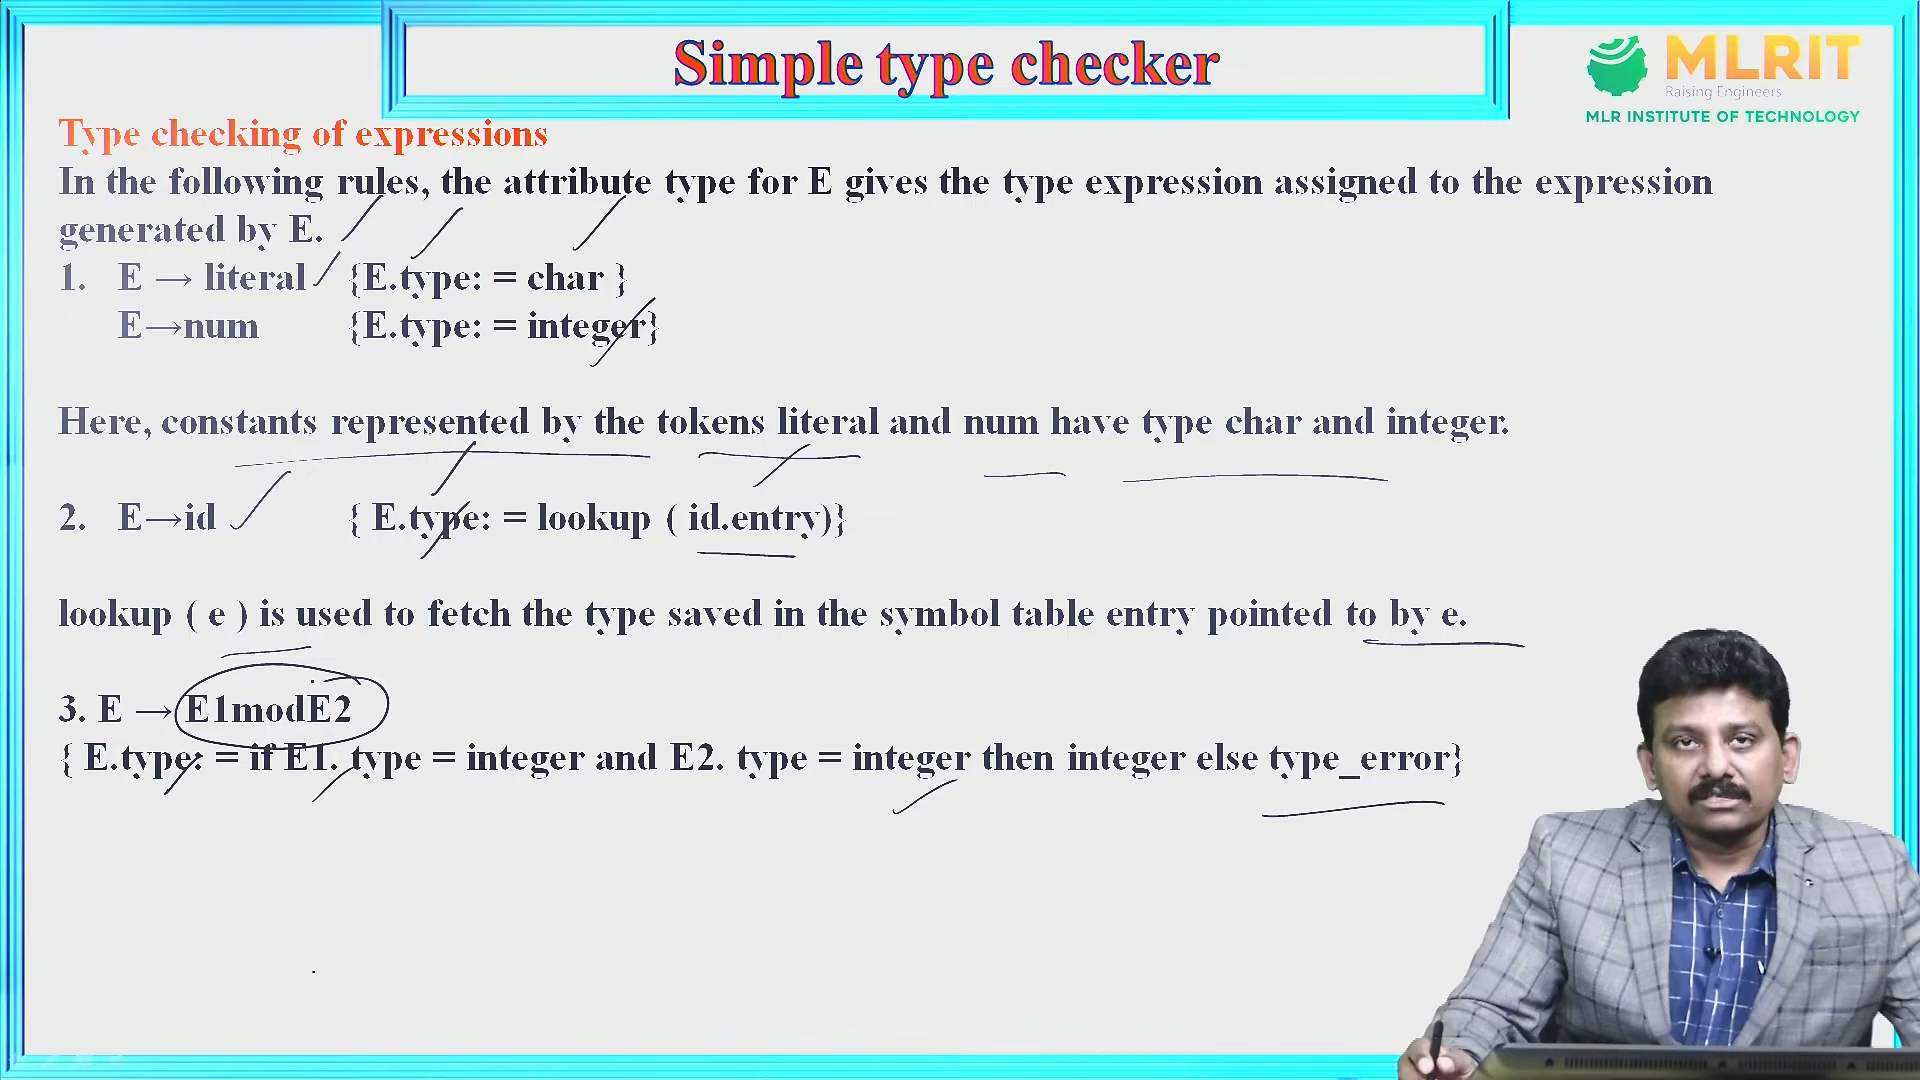 Simple type checker
MLRIT
Raising Engineers
MLR INSTITUTE OF TECHNOLOGY
Type checking of expressions
In the following rules, the attribute type for E gives the type expression assigned to the expression
generated by E.
1. E → literal {E.type: = char }
E→num {E.type: = integer}
Here, constants represented by the tokens literal and num have type char and integer.
2. E→id { E.type: = lookup ( id.entry)}
lookup ( e ) is used to fetch the type saved in the symbol table entry pointed to by e.
3. E →E1modE2
{ E.type: = if E1. type = integer and E2. type = integer then integer else type_error}